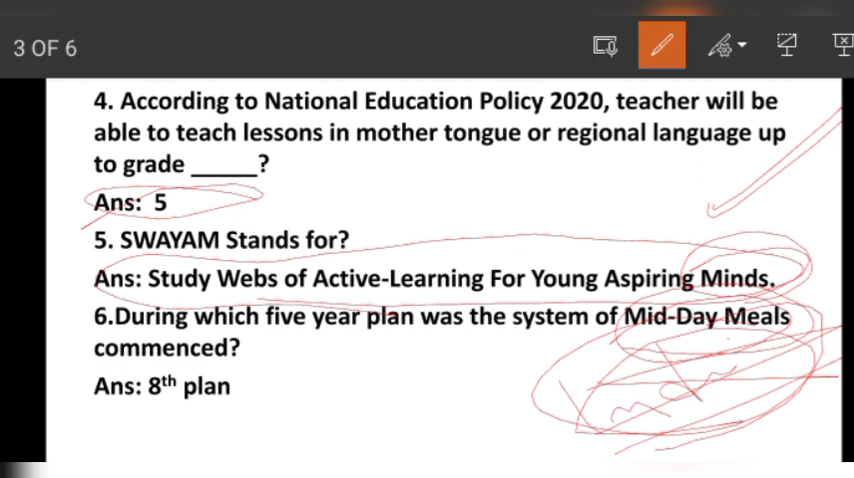 3 OF 6
4. According to National Education Policy 2020, teacher will be
able to teach lessons in mother tongue or regional language up
to grade _____?
Ans: 5
5. SWAYAM Stands for?
Ans: Study Webs of Active-Learning For Young Aspiring Minds.
6.During which five year plan was the system of Mid-Day Meals
commenced?
Ans: 8th plan